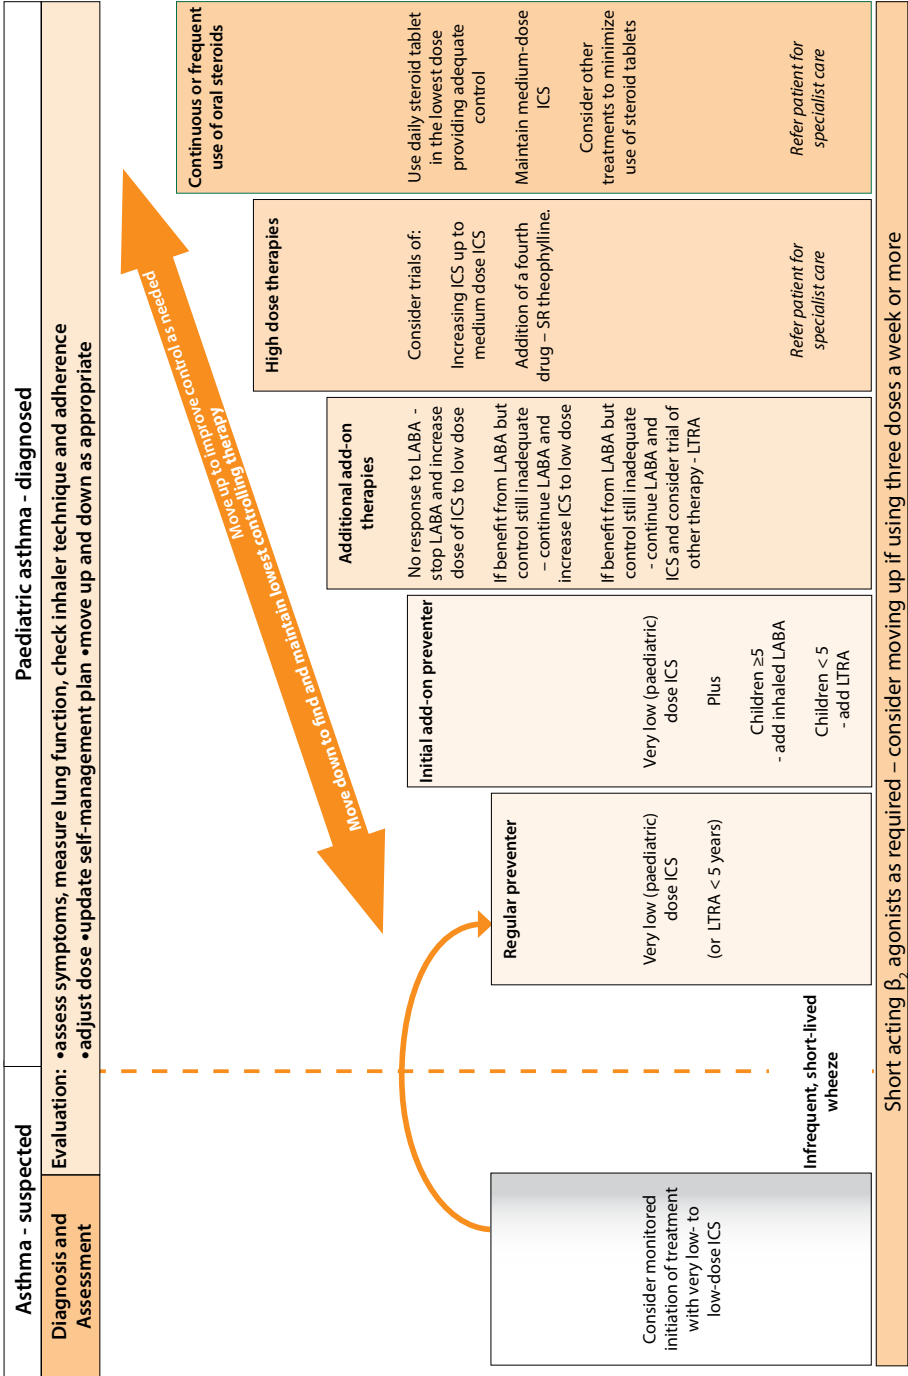 Asthma - suspected
Paediatric asthma - diagnosed
Diagnosis and
Assessment
Evaluation: •assess symptoms, measure lung function, check inhaler technique and adherence
•adjust dose •update self-management plan •move up and down as appropriate
Move up to improve control as needed
Move down to find and maintain lowest controlling therapy
Consider monitored
initiation of treatment
with very low- to
low-dose ICS
Infrequent, short-lived
wheeze
Regular preventer
Very low (paediatric)
dose ICS
(or LTRA < 5 years)
Initial add-on preventer
Very low (paediatric)
dose ICS
Plus
Children ≥5
- add inhaled LABA
Children < 5
- add LTRA
Additional add-on
therapies
No response to LABA -
stop LABA and increase
dose of ICS to low dose
If benefit from LABA but
control still inadequate
– continue LABA and
increase ICS to low dose
If benefit from LABA but
control still inadequate
- continue LABA and
ICS and consider trial of
other therapy - LTRA
High dose therapies
Consider trials of:
Increasing ICS up to
medium dose ICS
Addition of a fourth
drug – SR theophylline.
Refer patient for
specialist care
Continuous or frequent
use of oral steroids
Use daily steroid tablet
in the lowest dose
providing adequate
control
Maintain medium-dose
ICS
Consider other
treatments to minimize
use of steroid tablets
Refer patient for
specialist care
Short acting β₂ agonists as required – consider moving up if using three doses a week or more